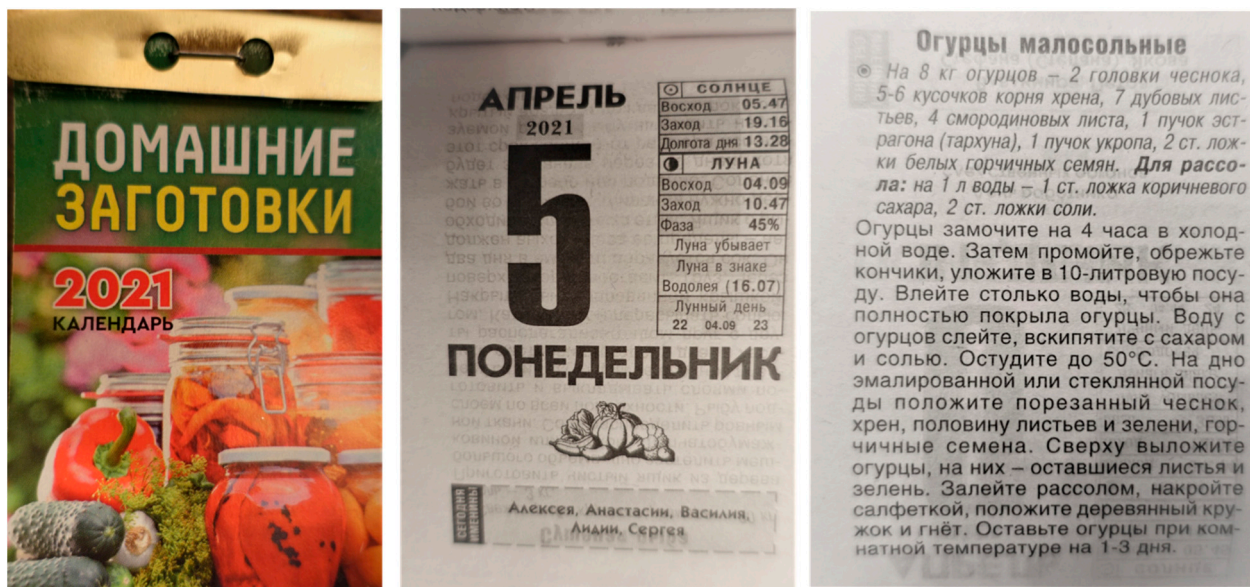 ДОМАШНИЕ
ЗАГОТОВКИ
2021
КАЛЕНДАРЬ
АПРЕЛЬ
2021
5
ПОНЕДЕЛЬНИК
СОЛНЦЕ
Восход 05.47
Заход 19.16
Долгота дня 13.28
ЛУНА
Восход 04.09
Заход 10.47
Фаза 45%
Луна убывает
Луна в знаке
Водолея (16.07)
Лунный день
22 04.09 23
СЕГОДНЯ
ИМЕНИНЫ
Алексея, Анастасии, Василия,
Лидии, Сергея
Огурцы малосольные
На 8 кг огурцов – 2 головки чеснока,
5-6 кусочков корня хрена, 7 дубовых лис-
тьев, 4 смородиновых листа, 1 пучок эст-
рагона (тархуна), 1 пучок укропа, 2 ст. лож-
ки белых горчичных семян. Для рассо-
ла: на 1 л воды – 1 ст. ложка коричневого
сахара, 2 ст. ложки соли.
Огурцы замочите на 4 часа в холод-
ной воде. Затем промойте, обрежьте
кончики, уложите в 10-литровую посу-
ду. Влейте столько воды, чтобы она
полностью покрыла огурцы. Воду с
огурцов слейте, вскипятите с сахаром
и солью. Остудите до 50°С. На дно
эмалированной или стеклянной посу-
ды положите порезанный чеснок,
хрен, половину листьев и зелени, гор-
чичные семена. Сверху выложите
огурцы, на них – оставшиеся листья и
зелень. Залейте рассолом, накройте
салфеткой, положите деревянный кру-
жок и гнёт. Оставьте огурцы при ком-
натной температуре на 1-3 дня.